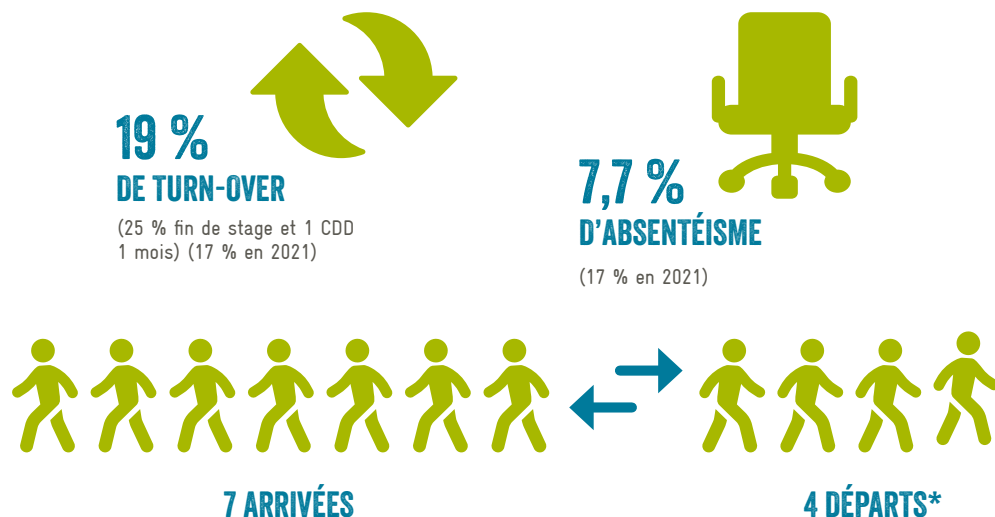 19 %
DE TURN-OVER
(25 % fin de stage et 1 CDD
1 mois) (17 % en 2021)
7,7 %
D'ABSENTÉISME
(17 % en 2021)
7 ARRIVÉES
4 DÉPARTS*